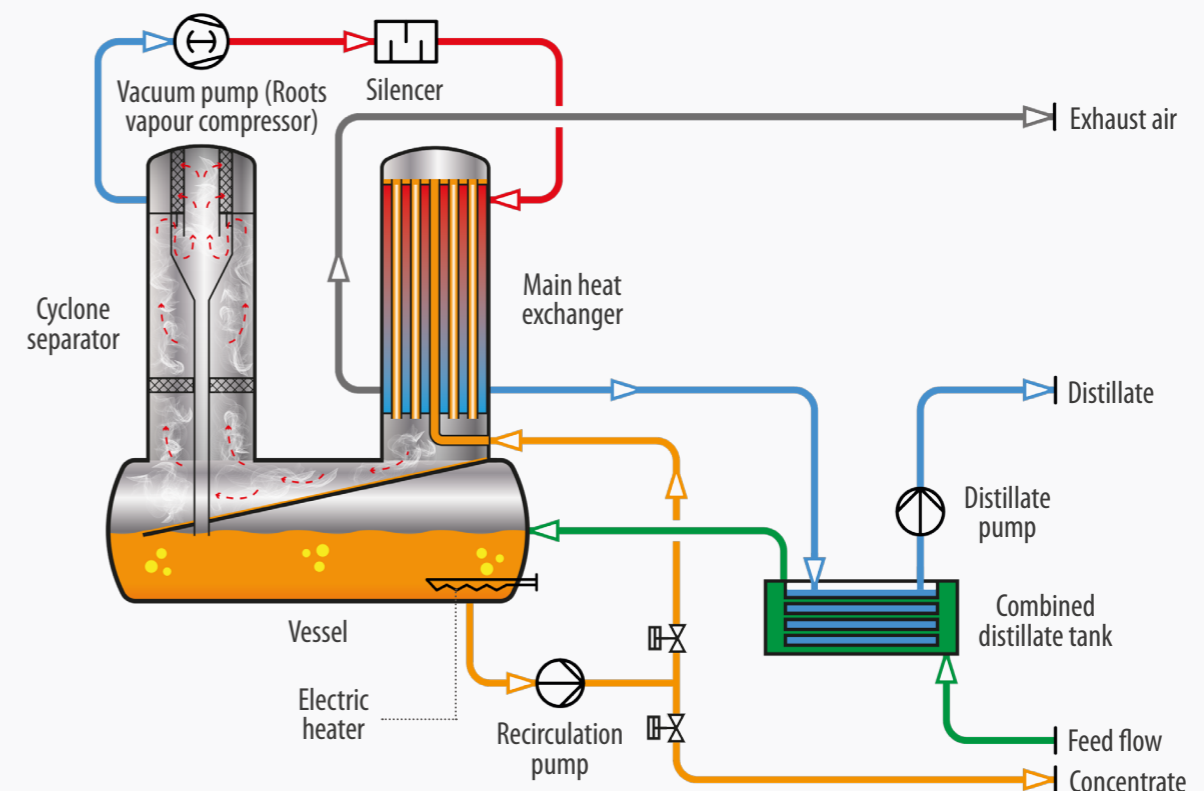 Vacuum pump (Roots
vapour compressor)
Silencer
Exhaust air
Main heat
exchanger
Cyclone
separator
Distillate
Distillate
pump
Combined
distillate tank
Vessel
Electric
heater
Recirculation
pump
Feed flow
Concentrate